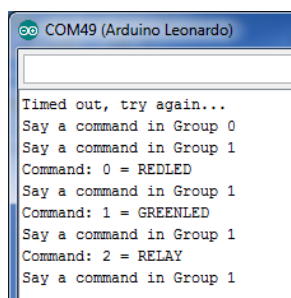 COM49 (Arduino Leonardo)
Timed out, try again...
Say a command in Group 0
Say a command in Group 1
Command: 0 = REDLED
Say a command in Group 1
Command: 1 = GREENLED
Say a command in Group 1
Command: 2 = RELAY
Say a command in Group 1